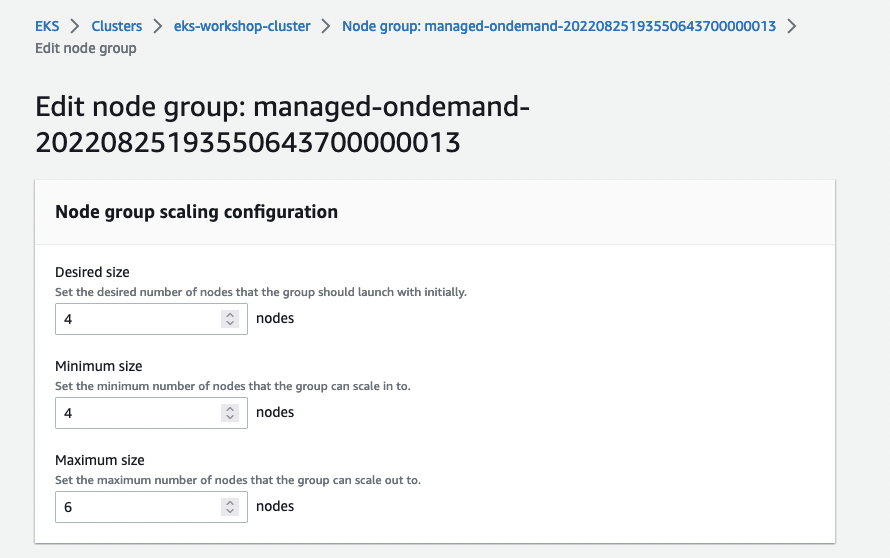 EKS > Clusters > eks-workshop-cluster > Node group: managed-ondemand-20220825193550643700000013 >
Edit node group
Edit node group: managed-ondemand-
20220825193550643700000013
Node group scaling configuration
Desired size
Set the desired number of nodes that the group should launch with initially.
4 nodes
Minimum size
Set the minimum number of nodes that the group can scale in to.
4 nodes
Maximum size
Set the maximum number of nodes that the group can scale out to.
6 nodes